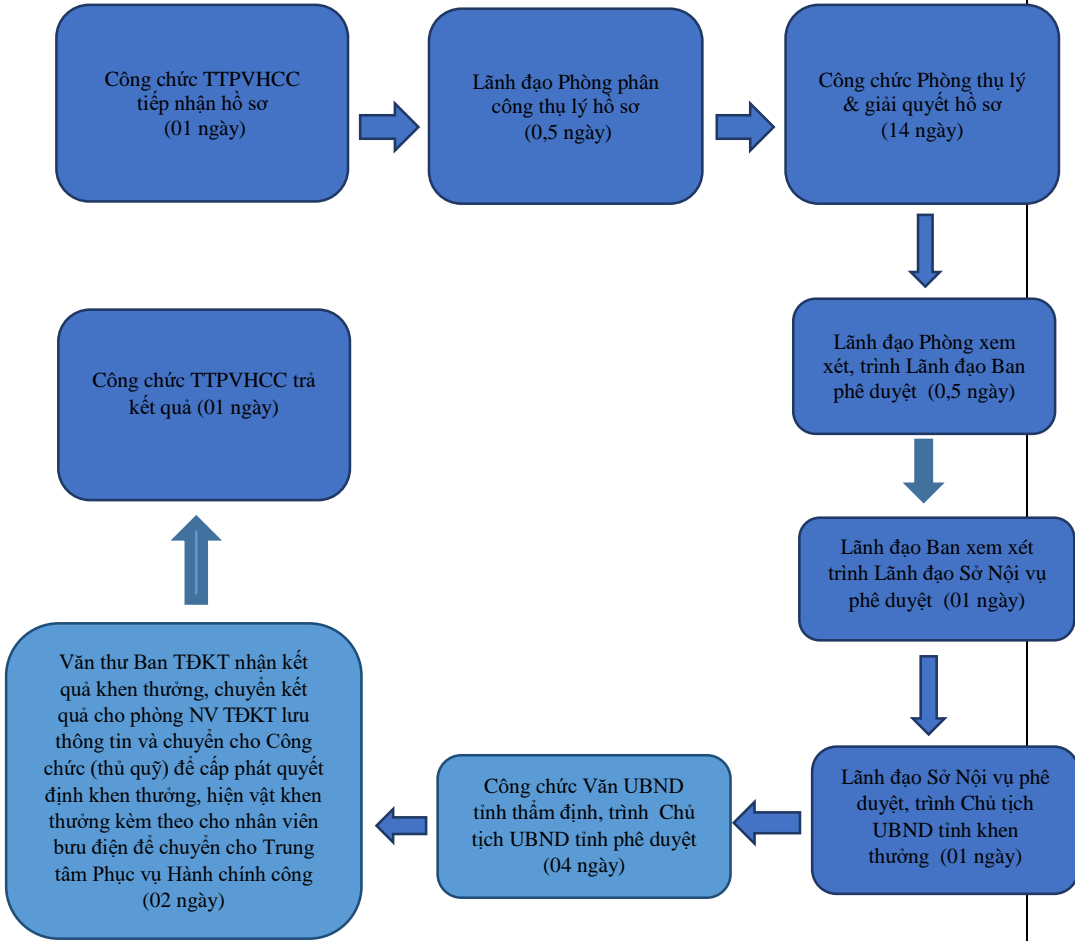 Công chức TTPVHCC
tiếp nhận hồ sơ
(01 ngày)
Lãnh đạo Phòng phân
công thụ lý hồ sơ
(0,5 ngày)
Công chức Phòng thụ lý
& giải quyết hồ sơ
(14 ngày)
Lãnh đạo Phòng xem
xét, trình Lãnh đạo Ban
phê duyệt (0,5 ngày)
Lãnh đạo Ban xem xét
trình Lãnh đạo Sở Nội vụ
phê duyệt (01 ngày)
Lãnh đạo Sở Nội vụ phê
duyệt, trình Chủ tịch
UBND tỉnh khen
thưởng (01 ngày)
Công chức Văn UBND
tỉnh thẩm định, trình Chủ
tịch UBND tỉnh phê duyệt
(04 ngày)
Văn thư Ban TĐKT nhận kết
quả khen thưởng, chuyển kết
quả cho phòng NV TĐKT lưu
thông tin và chuyển cho Công
chức (thủ quỹ) để cấp phát quyết
định khen thưởng, hiện vật khen
thưởng kèm theo cho nhân viên
bưu điện để chuyển cho Trung
tâm Phục vụ Hành chính công
(02 ngày)
Công chức TTPVHCC trả
kết quả (01 ngày)